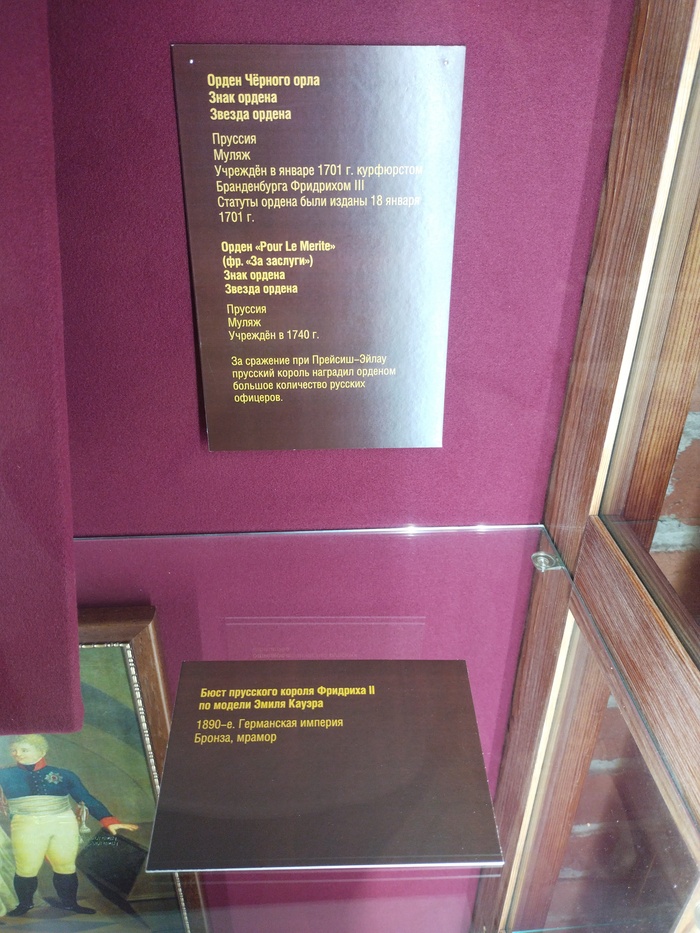 Орден Чёрного орла
Знак ордена
Звезда ордена
Пруссия
Муляж
Учреждён в январе 1701 г. курфюрстом
Бранденбурга Фридрихом III
Статуты ордена были изданы 18 января
1701 г.
Орден «Pour Le Merite»
(фр. «За заслуги»)
Знак ордена
Звезда ордена
Пруссия
Муляж
Учреждён в 1740 г.
За сражение при Прейсиш–Эйлау
прусский король наградил орденом
большое количество русских
офицеров.
Бюст прусского короля Фридриха II
по модели Эмиля Кауэра
1890–е. Германская империя
Бронза, мрамор